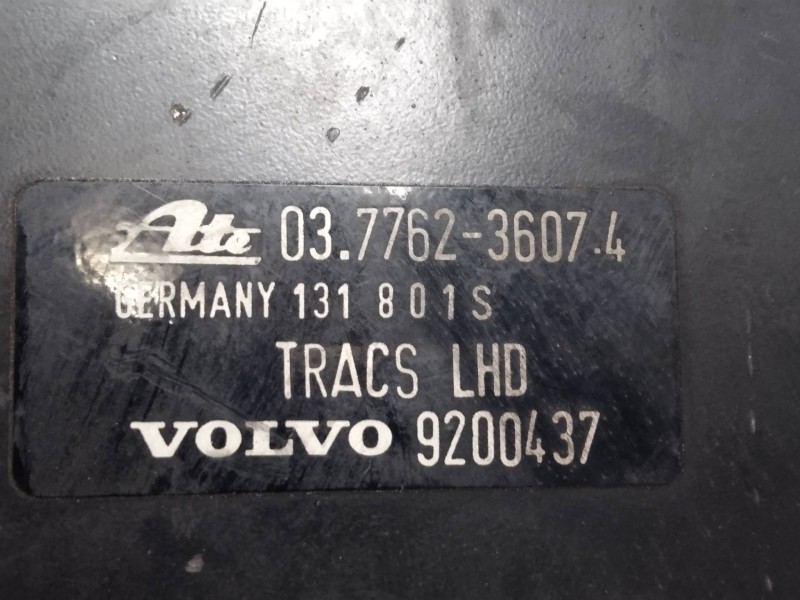 Ate 03.7762-3607.4
GERMANY 131 801S
TRACS LHD
VOLVO 9200437